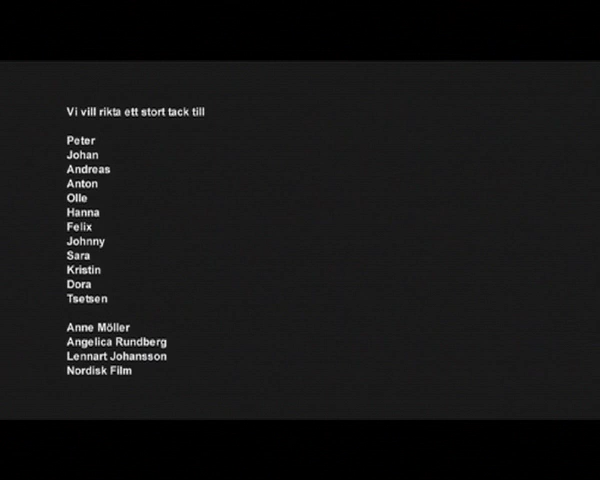 Vi vill rikta ett stort tack till
Peter
Johan
Andreas
Anton
Olle
Hanna
Felix
Johnny
Sara
Kristin
Dora
Tsetsen
Anne Möller
Angelica Rundberg
Lennart Johansson
Nordisk Film